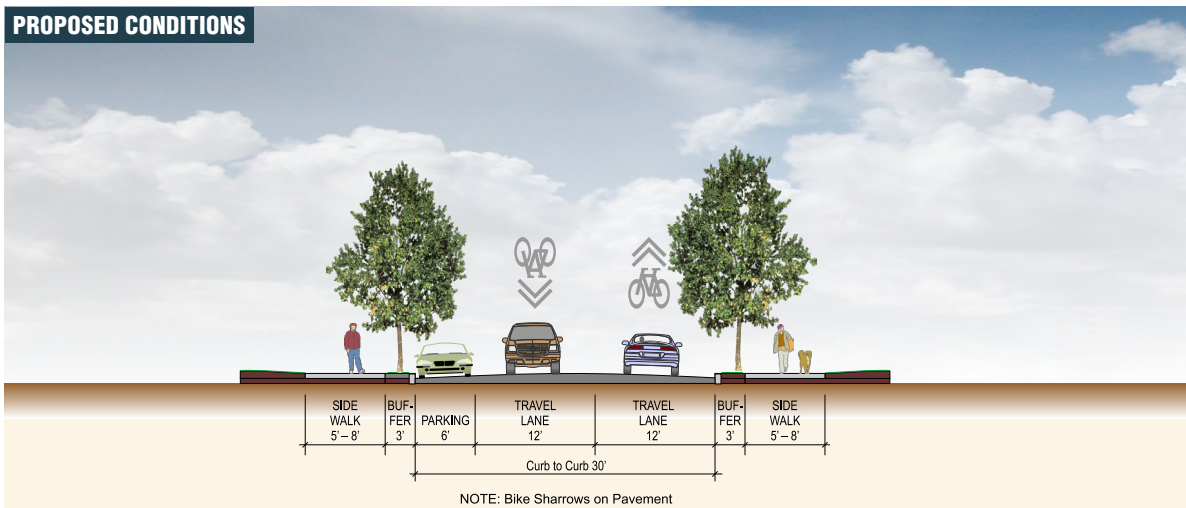 PROPOSED CONDITIONS
SIDE
WALK
5' – 8'
BUF-
FER
3'
PARKING
6'
TRAVEL
LANE
12'
TRAVEL
LANE
12'
BUF-
FER
3'
SIDE
WALK
5' – 8'
Curb to Curb 30'
NOTE: Bike Sharrows on Pavement